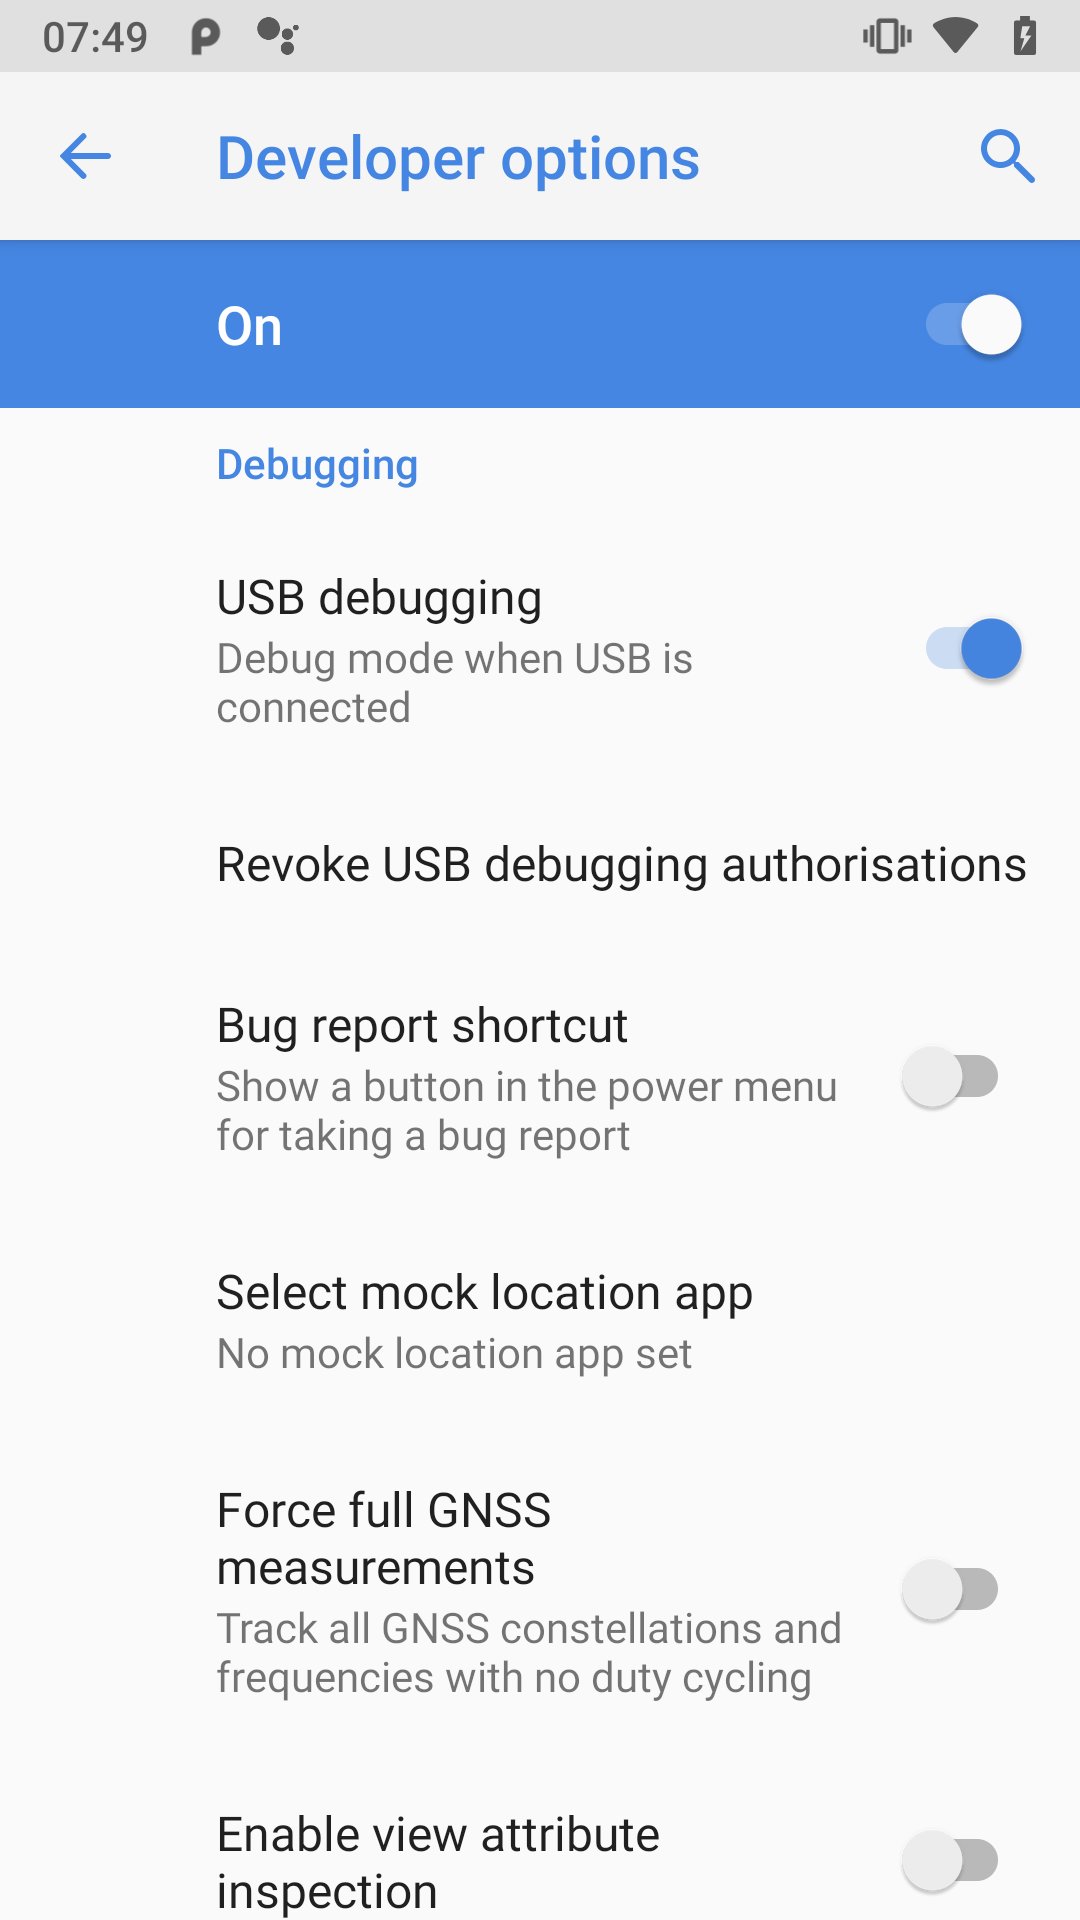 07:49
Developer options
On
Debugging
USB debugging
Debug mode when USB is
connected
Revoke USB debugging authorisations
Bug report shortcut
Show a button in the power menu
for taking a bug report
Select mock location app
No mock location app set
Force full GNSS
measurements
Track all GNSS constellations and
frequencies with no duty cycling
Enable view attribute
inspection